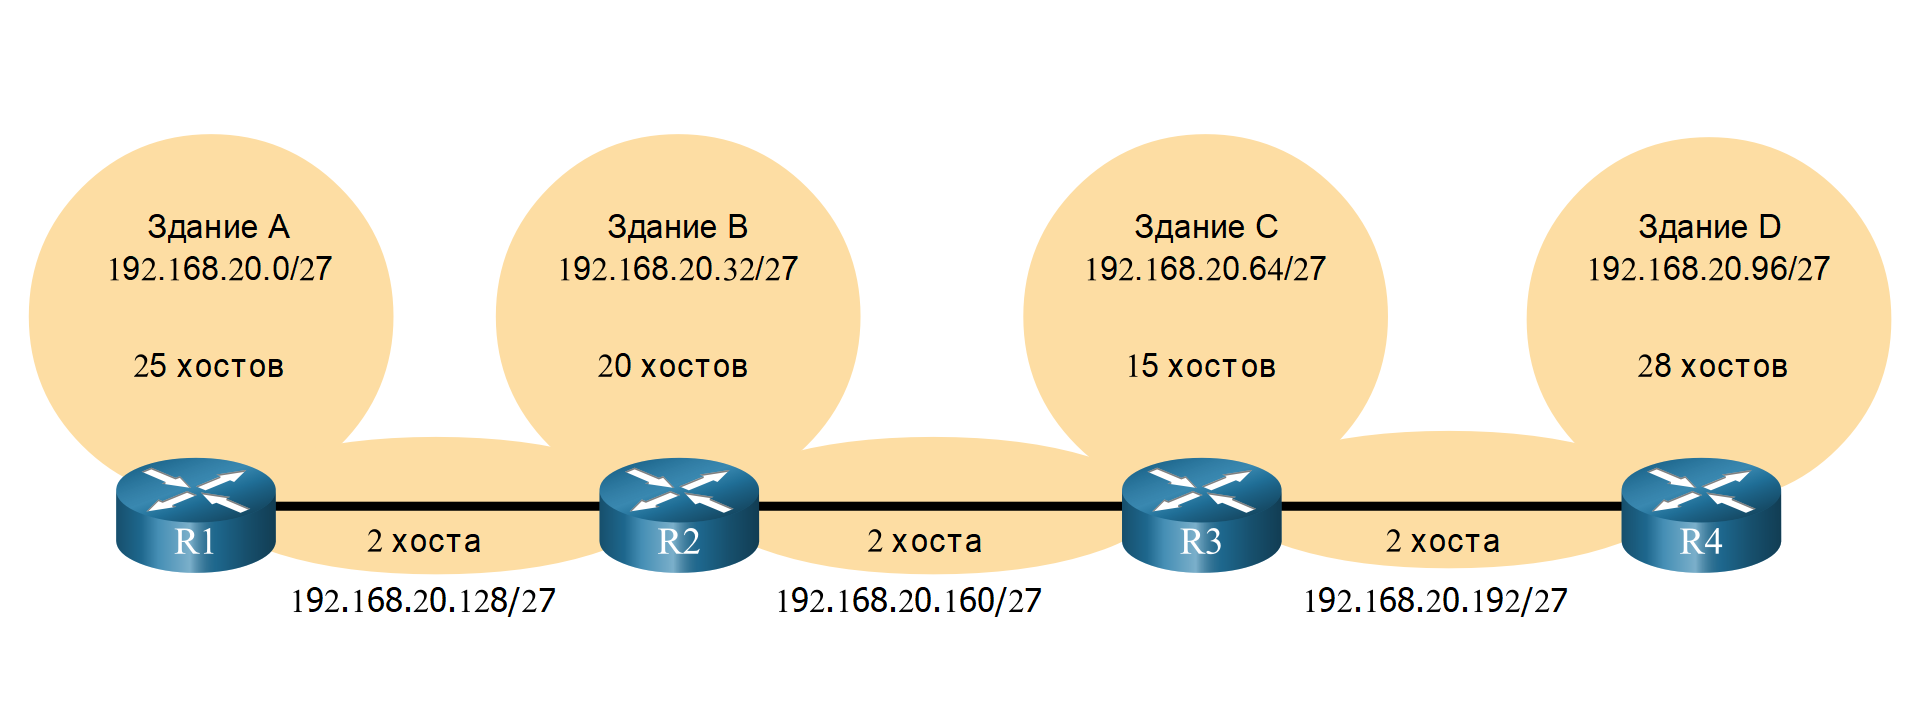 Здание A
192.168.20.0/27
25 хостов
Здание B
192.168.20.32/27
20 хостов
Здание C
192.168.20.64/27
15 хостов
Здание D
192.168.20.96/27
28 хостов
R1
2 хоста
R2
2 хоста
R3
2 хоста
R4
192.168.20.128/27
192.168.20.160/27
192.168.20.192/27